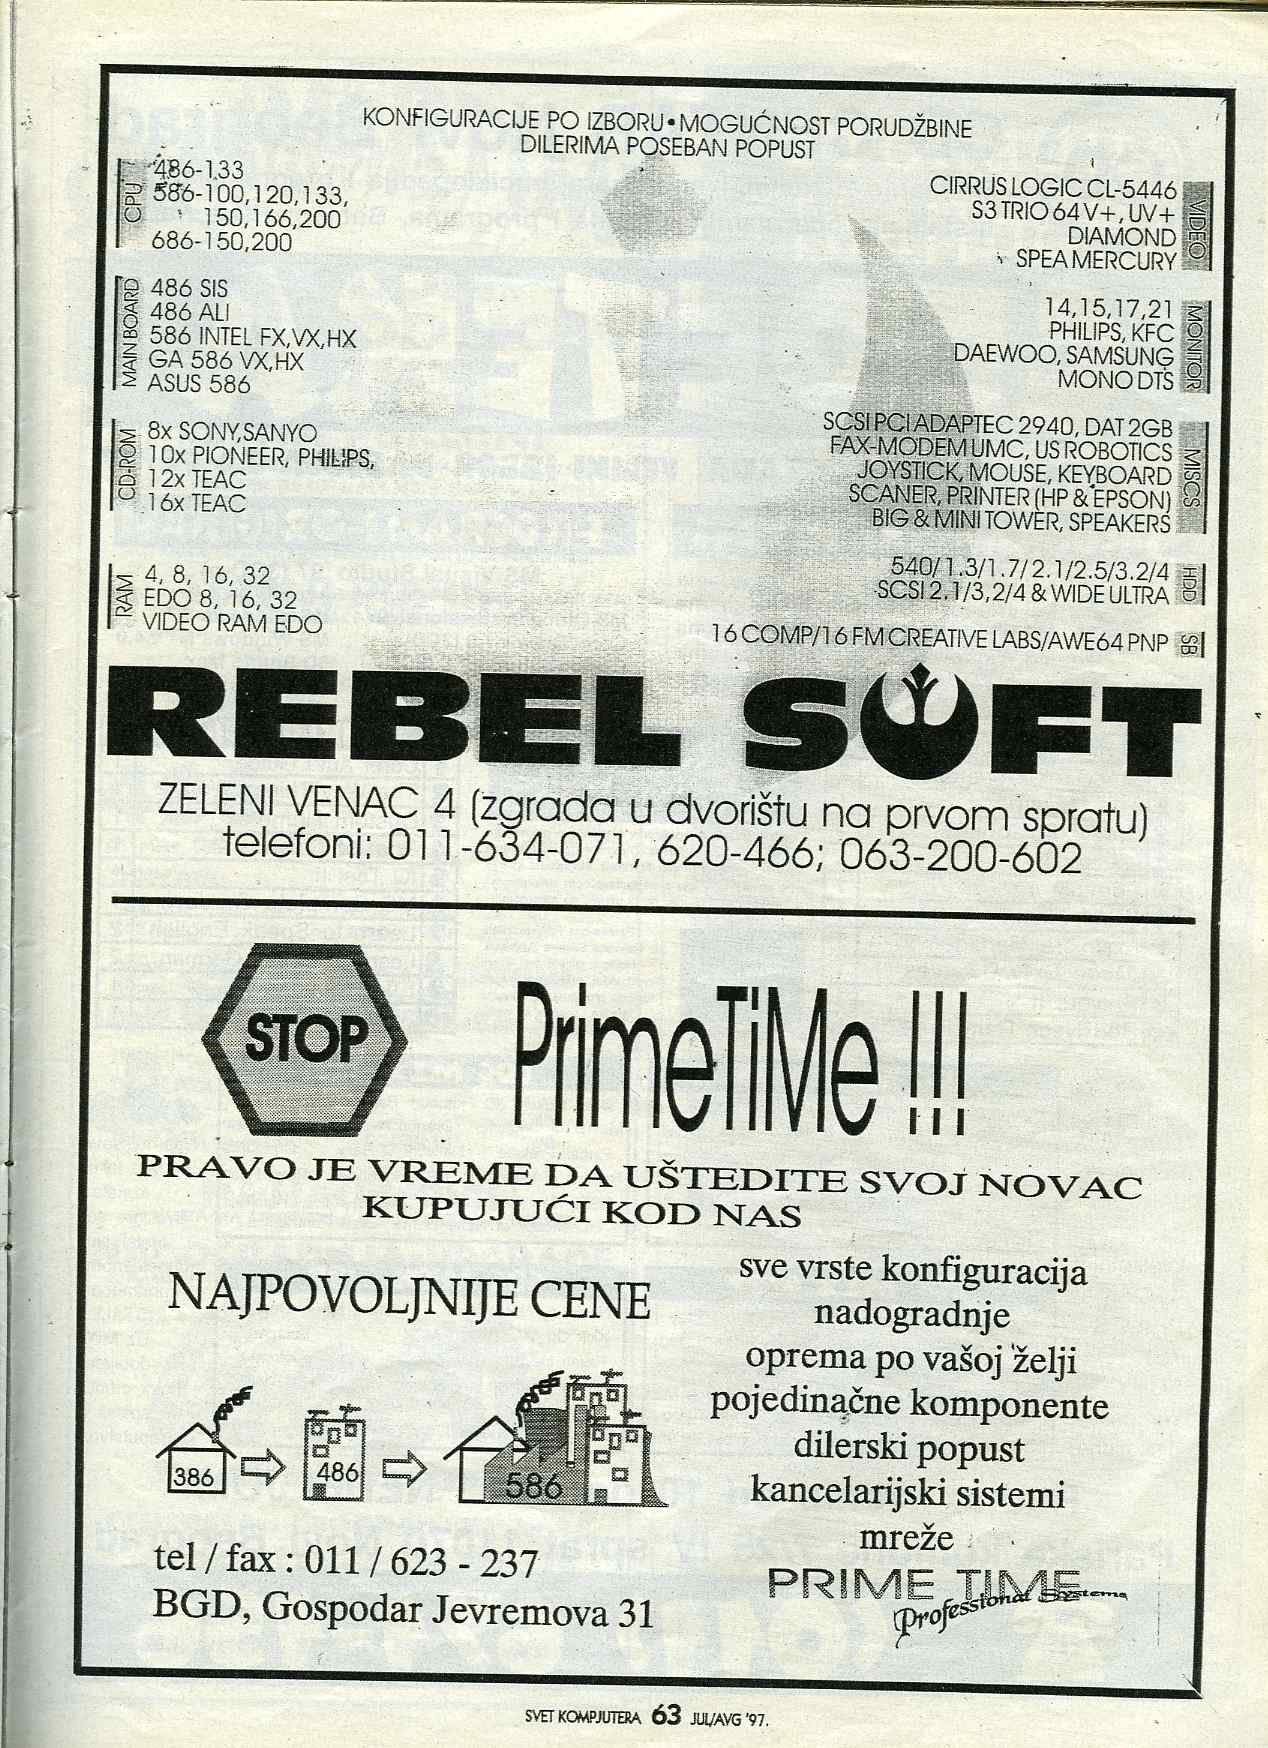 KONFIGURACIJE PO IZBORU • MOGUĆNOST PORUDŽBINE
DILERIMA POSEBAN POPUST
CPU
486-133
586-100,120,133,
150,166,200
686-150,200
MAIN BOARD
486 SIS
486 ALI
586 INTEL FX,VX,HX
GA 586 VX,HX
ASUS 586
CD-ROM
8x SONY,SANYO
10x PIONEER, PHILIPS,
12x TEAC
16x TEAC
RAM
4, 8, 16, 32
EDO 8, 16, 32
VIDEO RAM EDO
VIDEO
CIRRUS LOGIC CL-5446
S3 TRIO 64 V+, UV+
DIAMOND
SPEA MERCURY
MONITOR
14,15,17,21
PHILIPS, KFC
DAEWOO, SAMSUNG
MONO DTS
MISCS
SCSI PCI ADAPTEC 2940, DAT 2GB
FAX-MODEM UMC, US ROBOTICS
JOYSTICK, MOUSE, KEYBOARD
SCANER, PRINTER (HP & EPSON)
BIG & MINI TOWER, SPEAKERS
HDD
540/1.3/1.7/2.1/2.5/3.2/4
SCSI 2.1/3,2/4 & WIDE ULTRA
SB
16 COMP/16 FM CREATIVE LABS/AWE64 PNP
REBEL SOFT
ZELENI VENAC 4 (zgrada u dvorištu na prvom spratu)
telefoni: 011-634-071, 620-466; 063-200-602
STOP
PrimeTiMe !!!
PRAVO JE VREME DA UŠTEDITE SVOJ NOVAC
KUPUJUĆI KOD NAS
NAJPOVOLJNIJE CENE
386
486
586
tel / fax : 011 / 623 - 237
BGD, Gospodar Jevremova 31
sve vrste konfiguracija
nadogradnje
oprema po vašoj želji
pojedinačne komponente
dilerski popust
kancelarijski sistemi
mreže
PRIME TIME
Professional Systems
SVET KOMPJUTERA 63 JUL/AVG '97.